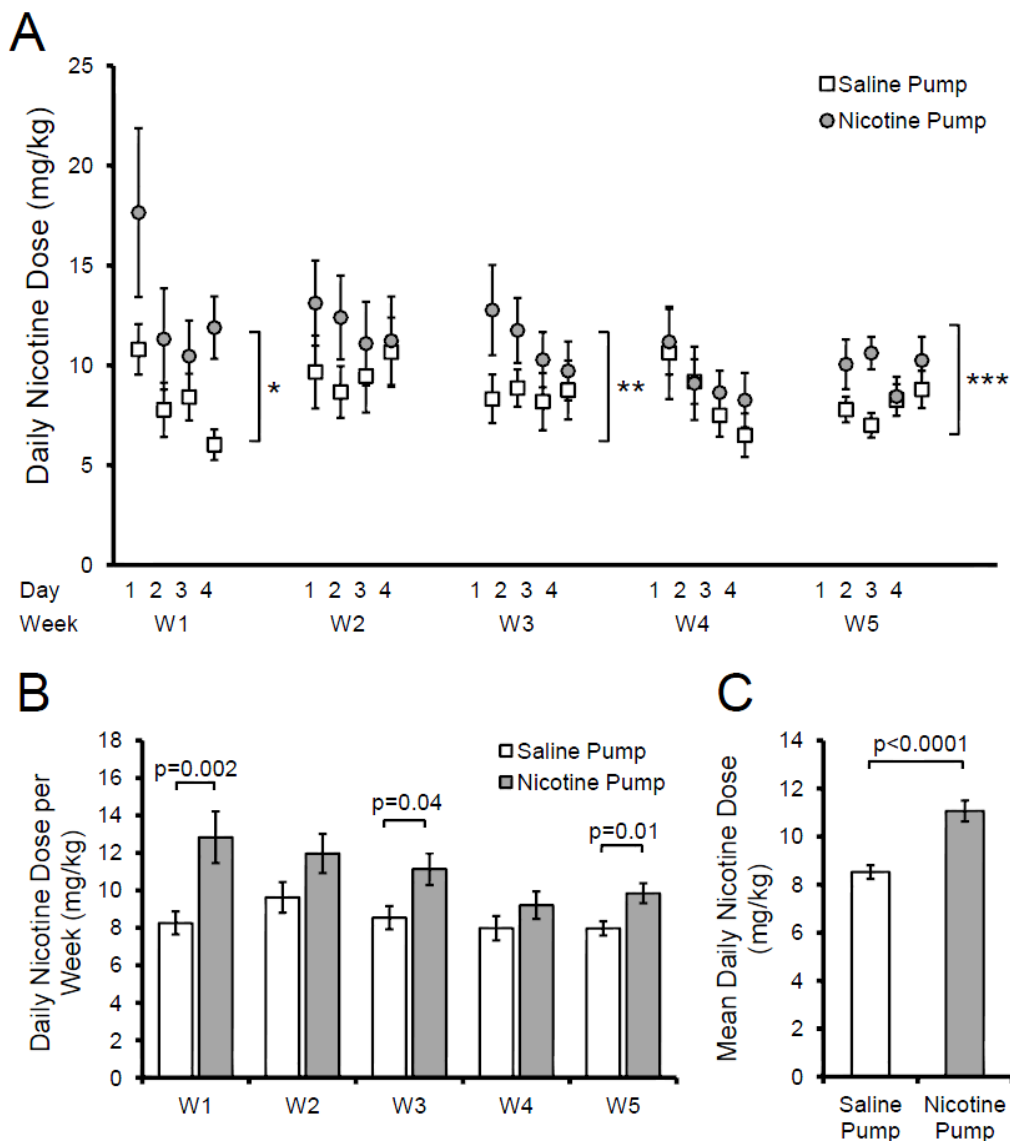 A
Daily Nicotine Dose (mg/kg)
25
20
15
10
5
0
Saline Pump
Nicotine Pump
*
**
***
Day 1 2 3 4 1 2 3 4 1 2 3 4 1 2 3 4 1 2 3 4
Week W1 W2 W3 W4 W5
B
Daily Nicotine Dose per
Week (mg/kg)
18
16
14
12
10
8
6
4
2
0
Saline Pump
Nicotine Pump
p=0.002
p=0.04
p=0.01
W1 W2 W3 W4 W5
C
Mean Daily Nicotine Dose
(mg/kg)
14
12
10
8
6
4
2
0
p<0.0001
Saline Nicotine
Pump Pump